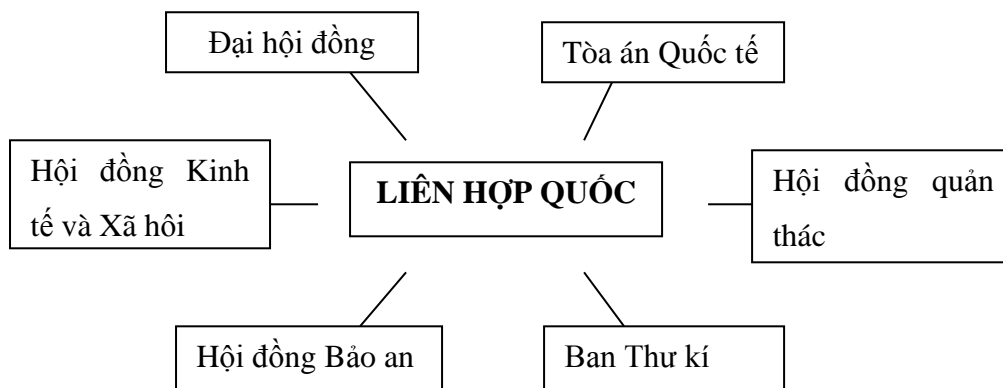 Đại hội đồng
Tòa án Quốc tế
Hội đồng Kinh
tế và Xã hôi
LIÊN HỢP QUỐC
Hội đồng quản
thác
Hội đồng Bảo an
Ban Thư kí